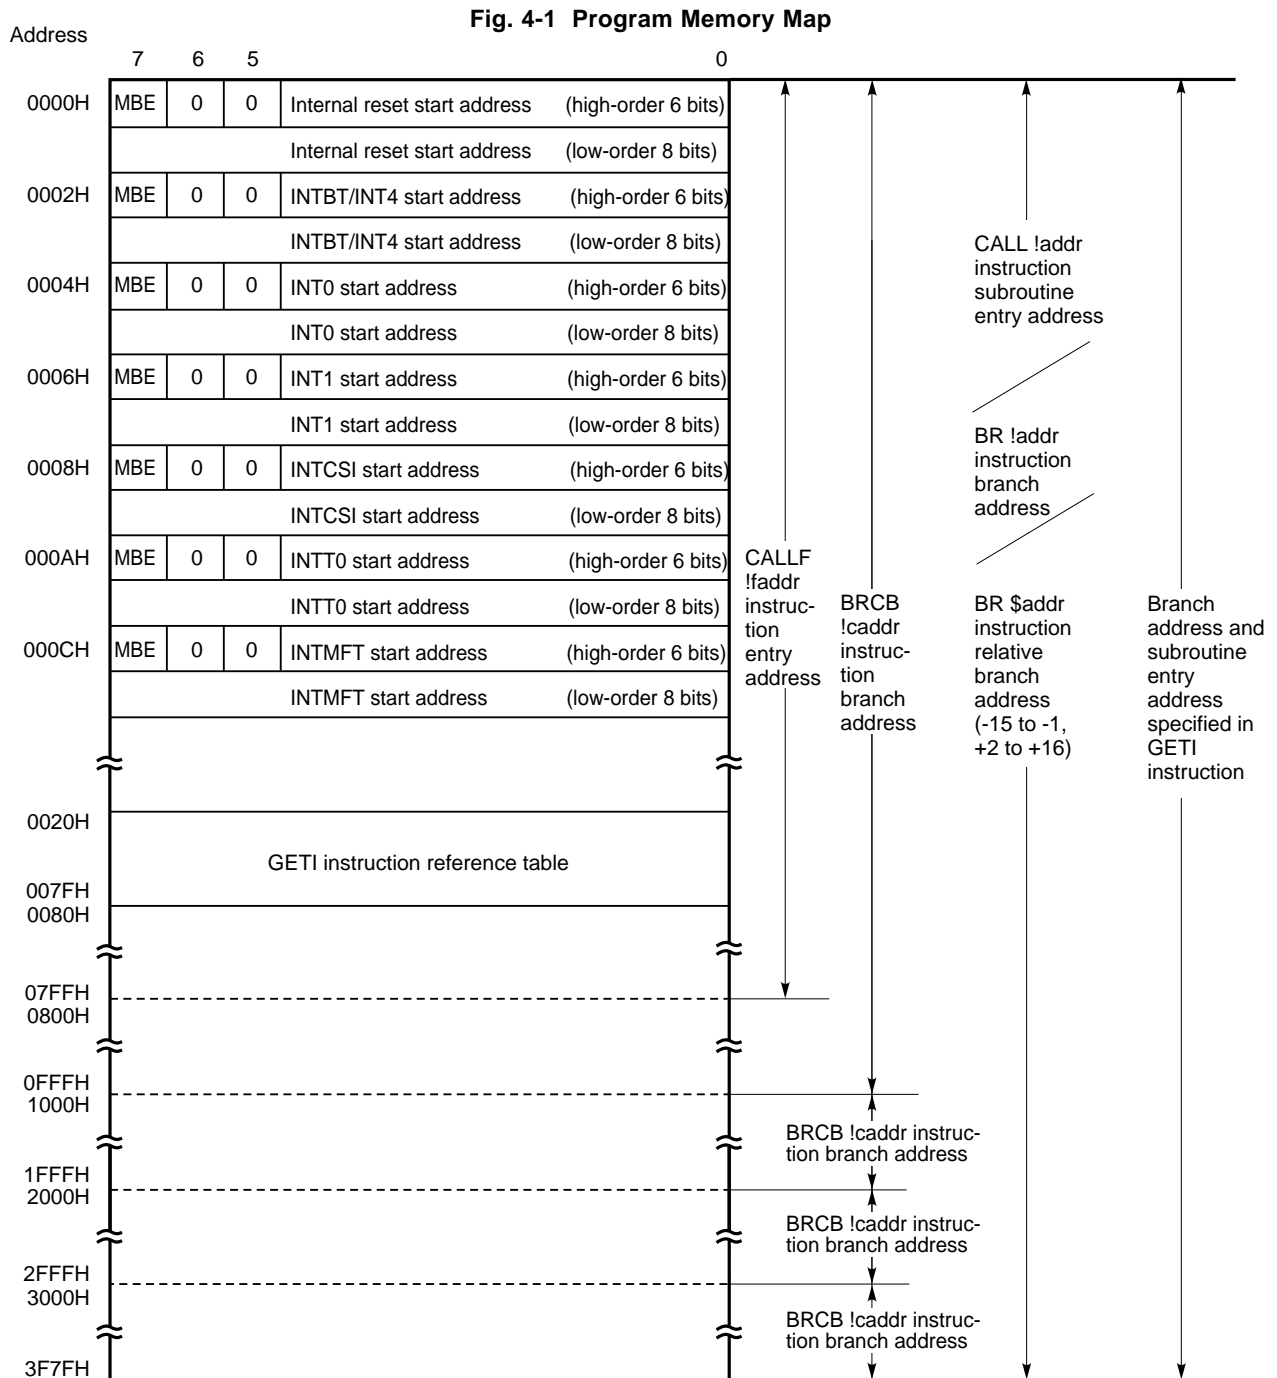 Fig. 4-1 Program Memory Map
Address
7 6 5 0
0000H MBE 0 0 Internal reset start address (high-order 6 bits)
Internal reset start address (low-order 8 bits)
0002H MBE 0 0 INTBT/INT4 start address (high-order 6 bits)
INTBT/INT4 start address (low-order 8 bits)
0004H MBE 0 0 INT0 start address (high-order 6 bits)
INT0 start address (low-order 8 bits)
0006H MBE 0 0 INT1 start address (high-order 6 bits)
INT1 start address (low-order 8 bits)
0008H MBE 0 0 INTCSI start address (high-order 6 bits)
INTCSI start address (low-order 8 bits)
000AH MBE 0 0 INTT0 start address (high-order 6 bits)
INTT0 start address (low-order 8 bits)
000CH MBE 0 0 INTMFT start address (high-order 6 bits)
INTMFT start address (low-order 8 bits)
0020H
GETI instruction reference table
007FH
0080H
07FFH
0800H
0FFFH
1000H
1FFFH
2000H
2FFFH
3000H
3F7FH
CALLF
!faddr
instruc-
tion
entry
address
BRCB
!caddr
instruc-
tion
branch
address
CALL !addr
instruction
subroutine
entry address
BR !addr
instruction
branch
address
BR $addr
instruction
relative
branch
address
(-15 to -1,
+2 to +16)
Branch
address and
subroutine
entry
address
specified in
GETI
instruction
BRCB !caddr instruc-
tion branch address
BRCB !caddr instruc-
tion branch address
BRCB !caddr instruc-
tion branch address